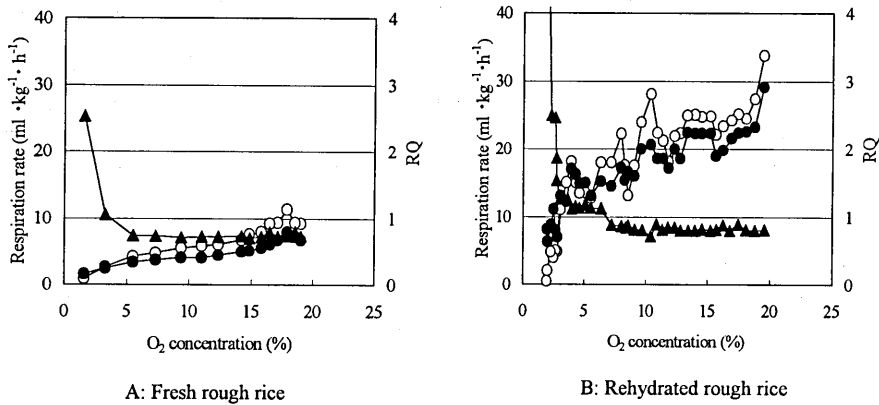 40
30
20
10
0
Respiration rate (ml・kg⁻¹・h⁻¹)
4
3
2
1
0
RQ
0 5 10 15 20 25
O₂ concentration (%)
A: Fresh rough rice
40
30
20
10
0
Respiration rate (ml・kg⁻¹・h⁻¹)
4
3
2
1
0
RQ
0 5 10 15 20 25
O₂ concentration (%)
B: Rehydrated rough rice